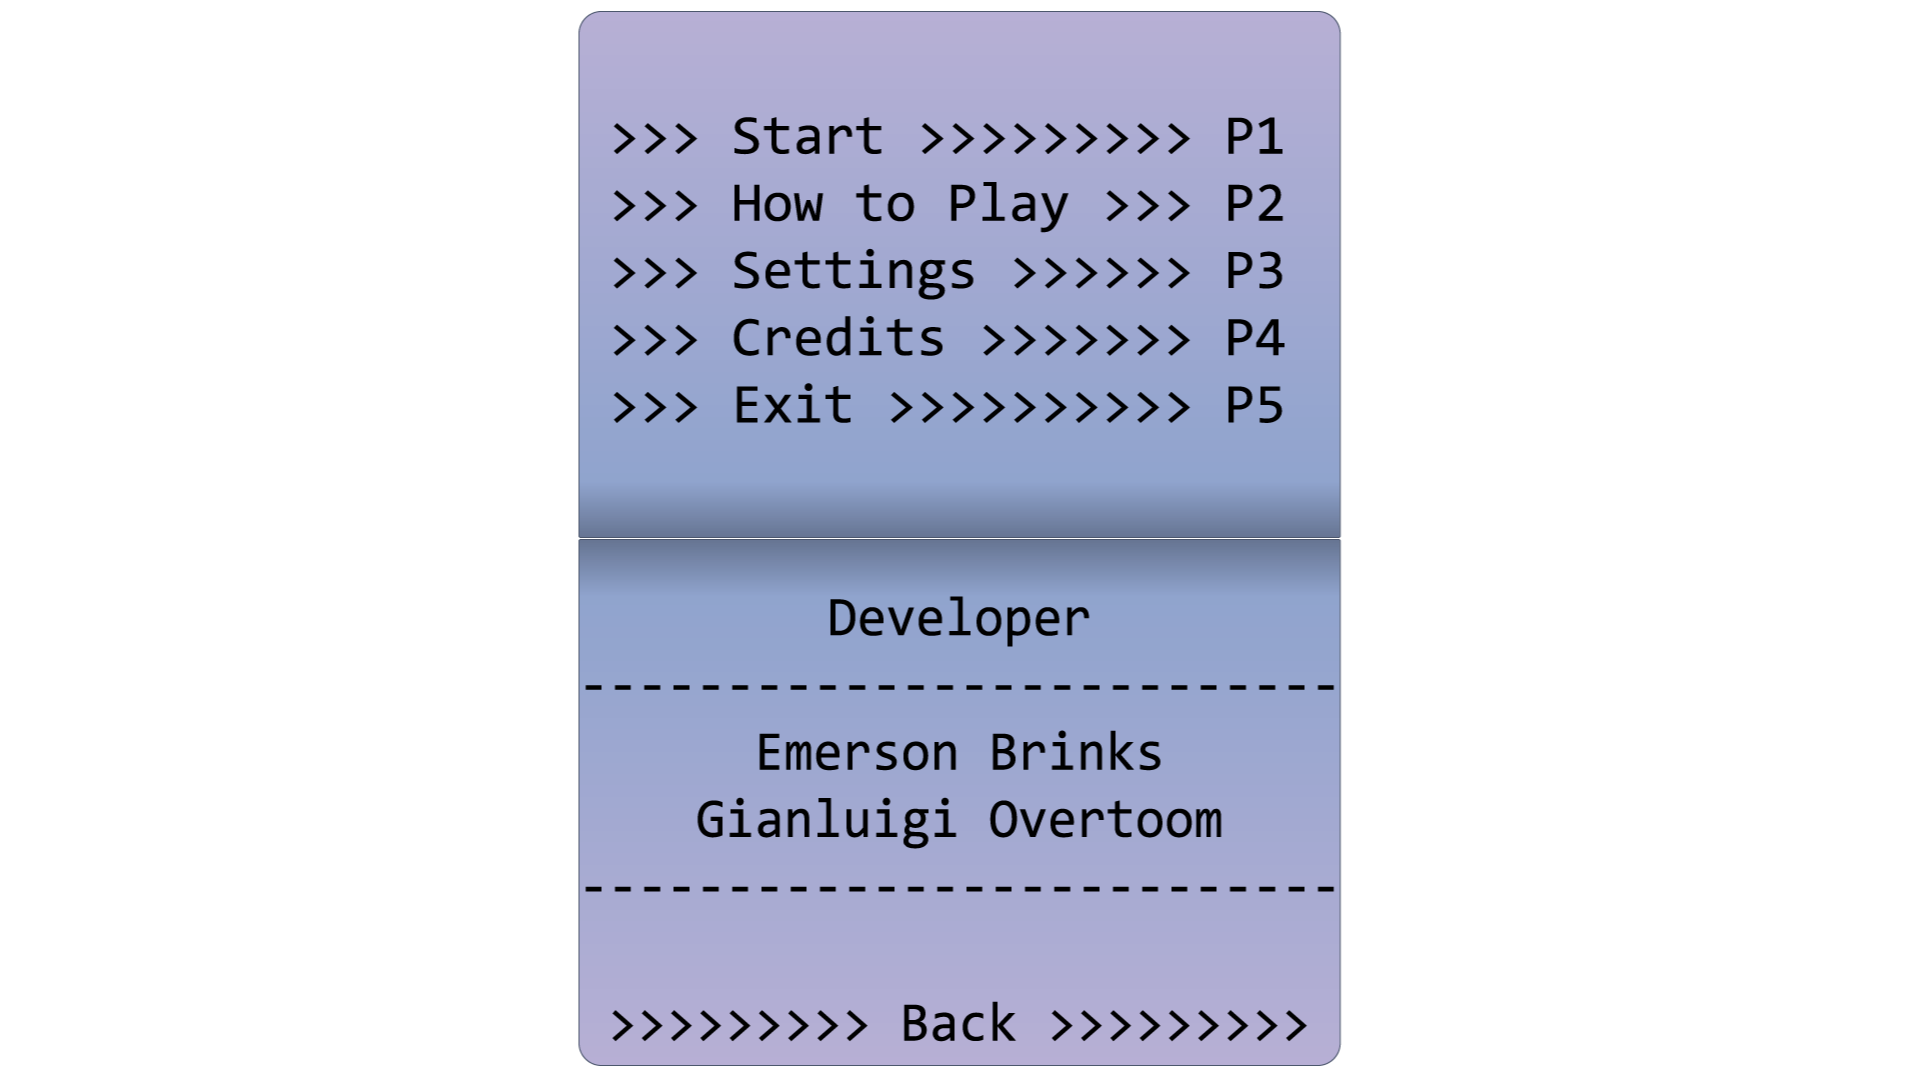 >>> Start >>>>>>>>> P1
>>> How to Play >>> P2
>>> Settings >>>>>> P3
>>> Credits >>>>>>> P4
>>> Exit >>>>>>>>>> P5
Developer
--------------------------
Emerson Brinks
Gianluigi Overtoom
--------------------------
>>>>>>>>> Back >>>>>>>>>